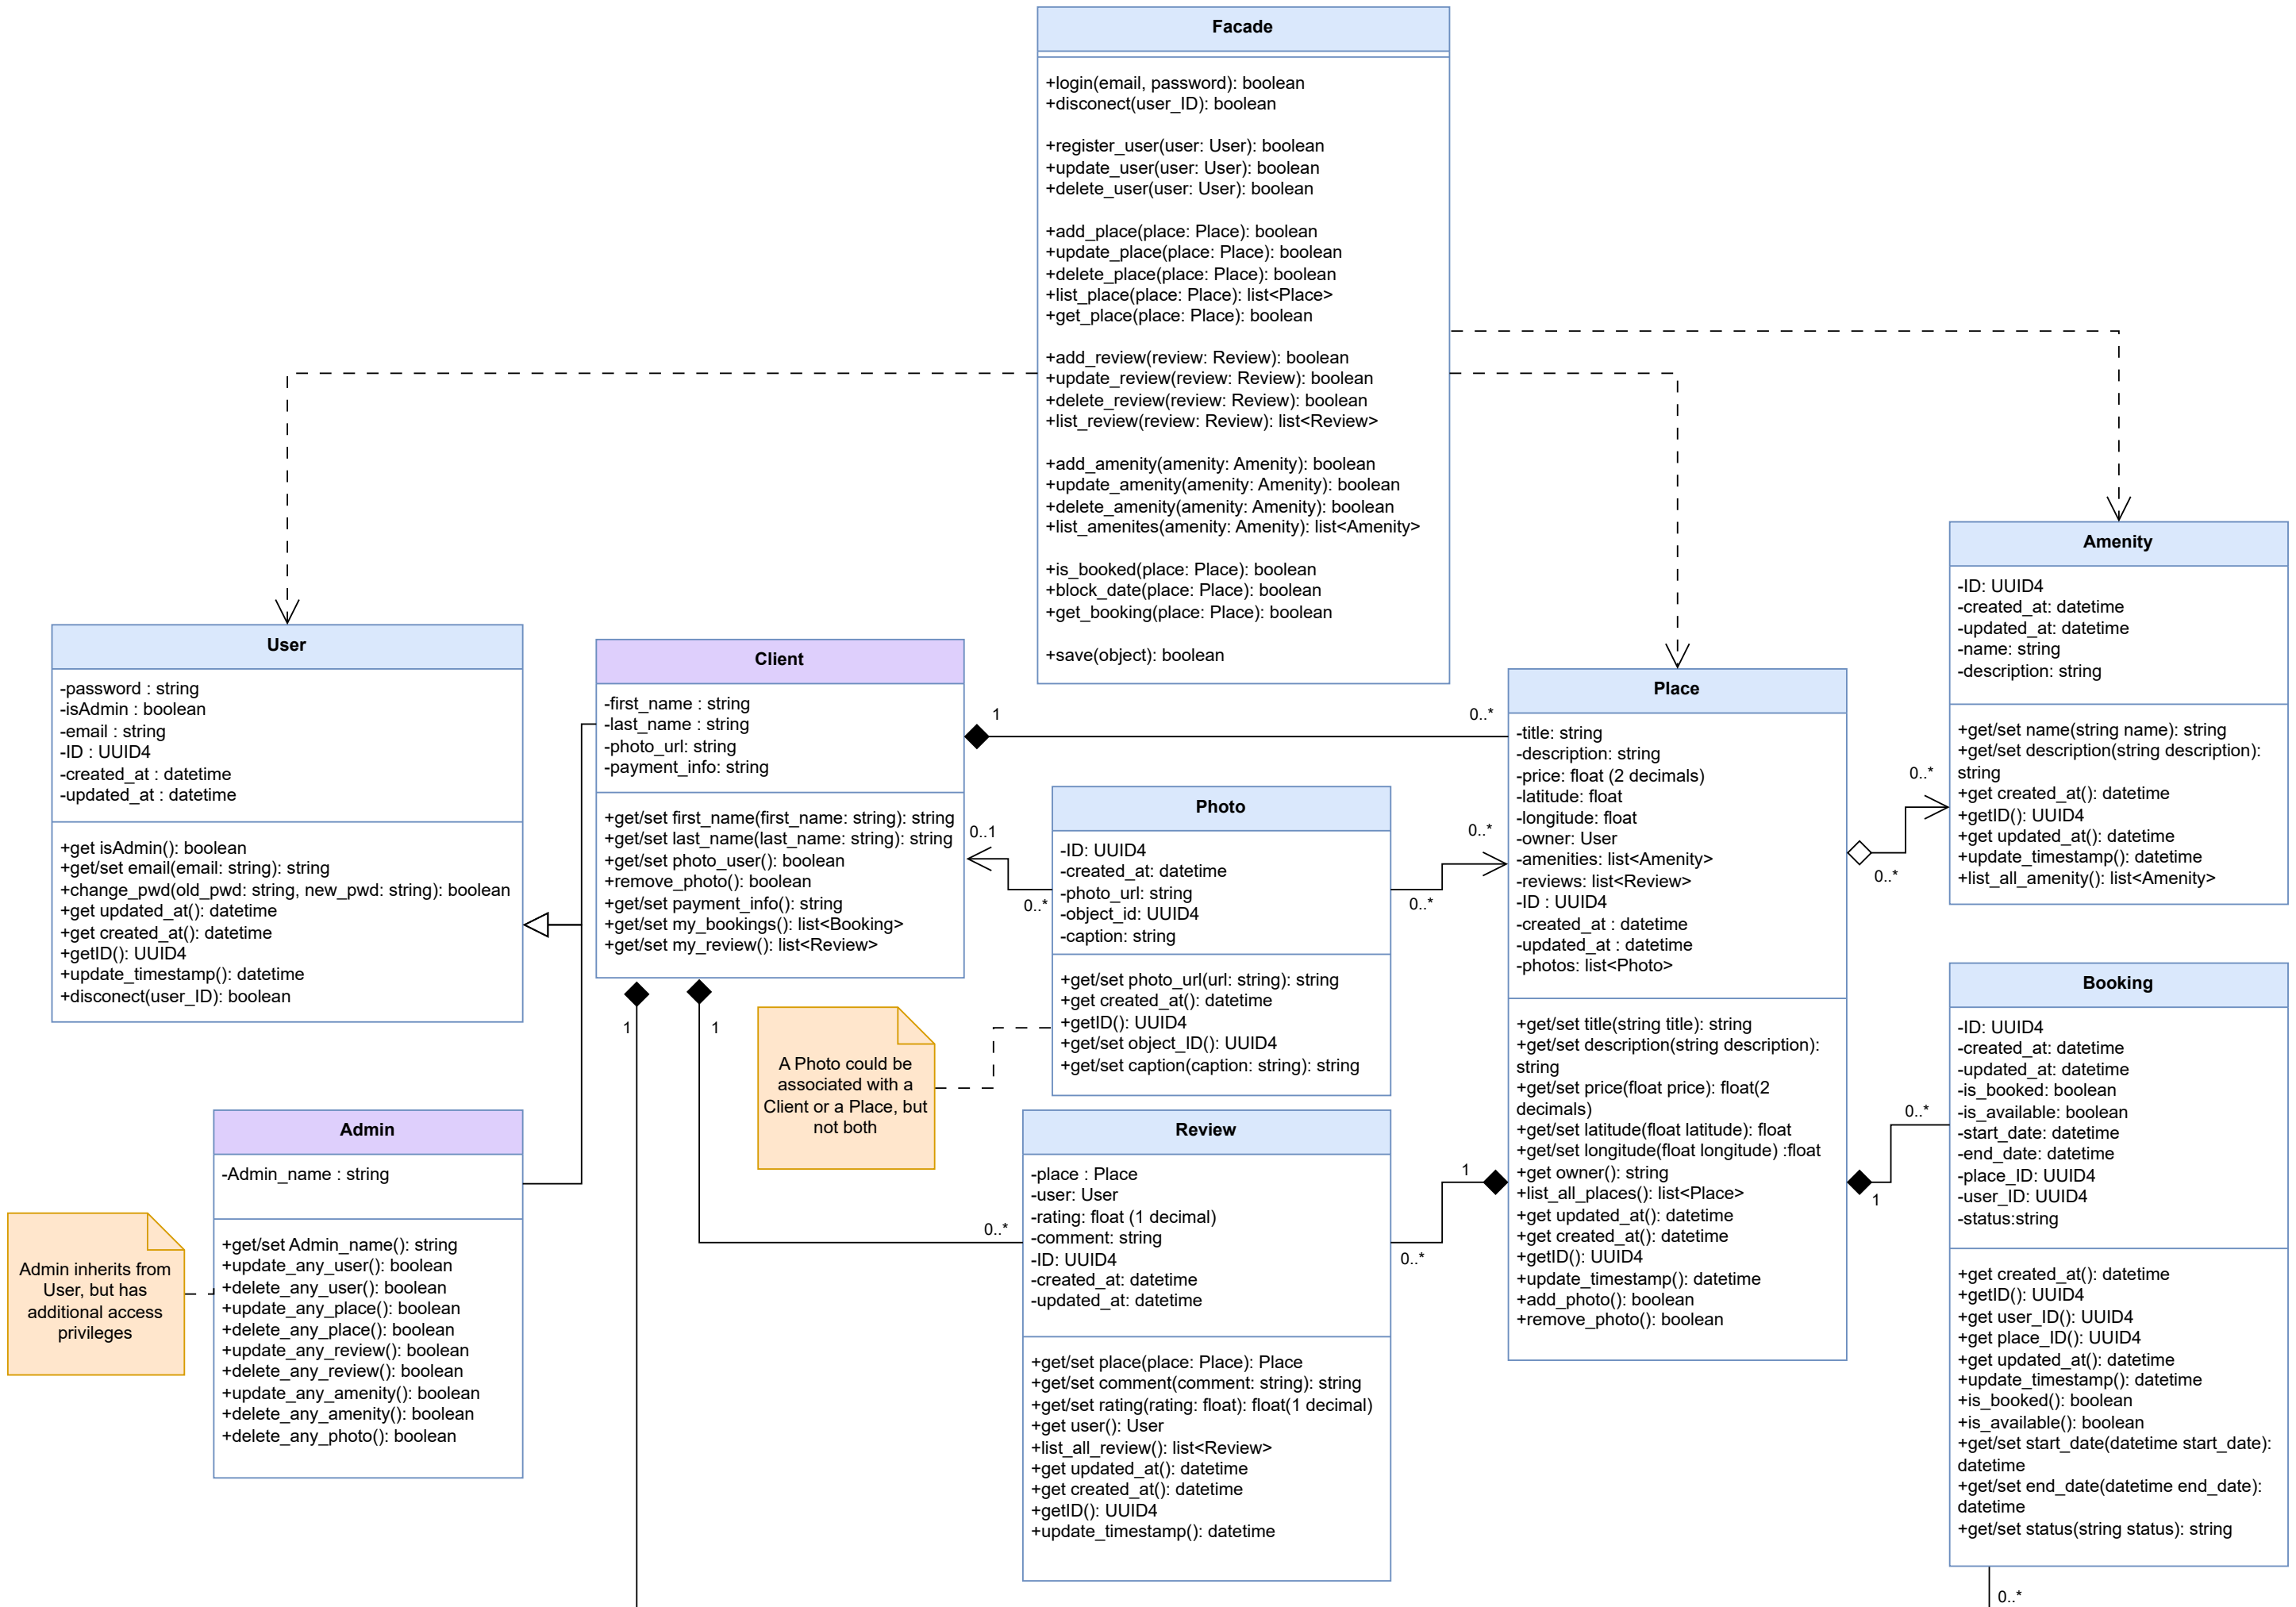 Facade
+login(email, password): boolean
+disconect(user_ID): boolean
+register_user(user: User): boolean
+update_user(user: User): boolean
+delete_user(user: User): boolean
+add_place(place: Place): boolean
+update_place(place: Place): boolean
+delete_place(place: Place): boolean
+list_place(place: Place): list<Place>
+get_place(place: Place): boolean
+add_review(review: Review): boolean
+update_review(review: Review): boolean
+delete_review(review: Review): boolean
+list_review(review: Review): list<Review>
+add_amenity(amenity: Amenity): boolean
+update_amenity(amenity: Amenity): boolean
+delete_amenity(amenity: Amenity): boolean
+list_amenites(amenity: Amenity): list<Amenity>
+is_booked(place: Place): boolean
+block_date(place: Place): boolean
+get_booking(place: Place): boolean
+save(object): boolean
User
-password : string
-isAdmin : boolean
-email : string
-ID : UUID4
-created_at : datetime
-updated_at : datetime
+get isAdmin(): boolean
+get/set email(email: string): string
+change_pwd(old_pwd: string, new_pwd: string): boolean
+get updated_at(): datetime
+get created_at(): datetime
+getID(): UUID4
+update_timestamp(): datetime
+disconect(user_ID): boolean
Client
-first_name : string
-last_name : string
-photo_url: string
-payment_info: string
+get/set first_name(first_name: string): string
+get/set last_name(last_name: string): string
+get/set photo_user(): boolean
+remove_photo(): boolean
+get/set payment_info(): string
+get/set my_bookings(): list<Booking>
+get/set my_review(): list<Review>
1
0..*
0..1
0..*
1
1
0..*
Photo
-ID: UUID4
-created_at: datetime
-photo_url: string
-object_id: UUID4
-caption: string
+get/set photo_url(url: string): string
+get created_at(): datetime
+getID(): UUID4
+get/set object_ID(): UUID4
+get/set caption(caption: string): string
0..*
0..*
A Photo could be
associated with a
Client or a Place, but
not both
Place
-title: string
-description: string
-price: float (2 decimals)
-latitude: float
-longitude: float
-owner: User
-amenities: list<Amenity>
-reviews: list<Review>
-ID : UUID4
-created_at : datetime
-updated_at : datetime
-photos: list<Photo>
+get/set title(string title): string
+get/set description(string description):
string
+get/set price(float price): float(2
decimals)
+get/set latitude(float latitude): float
+get/set longitude(float longitude) :float
+get owner(): string
+list_all_places(): list<Place>
+get updated_at(): datetime
+get created_at(): datetime
+getID(): UUID4
+update_timestamp(): datetime
+add_photo(): boolean
+remove_photo(): boolean
1
0..*
0..*
0..*
0..*
1
Amenity
-ID: UUID4
-created_at: datetime
-updated_at: datetime
-name: string
-description: string
+get/set name(string name): string
+get/set description(string description):
string
+get created_at(): datetime
+getID(): UUID4
+get updated_at(): datetime
+update_timestamp(): datetime
+list_all_amenity(): list<Amenity>
Booking
-ID: UUID4
-created_at: datetime
-updated_at: datetime
-is_booked: boolean
-is_available: boolean
-start_date: datetime
-end_date: datetime
-place_ID: UUID4
-user_ID: UUID4
-status:string
+get created_at(): datetime
+getID(): UUID4
+get user_ID(): UUID4
+get place_ID(): UUID4
+get updated_at(): datetime
+update_timestamp(): datetime
+is_booked(): boolean
+is_available(): boolean
+get/set start_date(datetime start_date):
datetime
+get/set end_date(datetime end_date):
datetime
+get/set status(string status): string
0..*
Admin
-Admin_name : string
+get/set Admin_name(): string
+update_any_user(): boolean
+delete_any_user(): boolean
+update_any_place(): boolean
+delete_any_place(): boolean
+update_any_review(): boolean
+delete_any_review(): boolean
+update_any_amenity(): boolean
+delete_any_amenity(): boolean
+delete_any_photo(): boolean
Admin inherits from
User, but has
additional access
privileges
Review
-place : Place
-user: User
-rating: float (1 decimal)
-comment: string
-ID: UUID4
-created_at: datetime
-updated_at: datetime
+get/set place(place: Place): Place
+get/set comment(comment: string): string
+get/set rating(rating: float): float(1 decimal)
+get user(): User
+list_all_review(): list<Review>
+get updated_at(): datetime
+get created_at(): datetime
+getID(): UUID4
+update_timestamp(): datetime